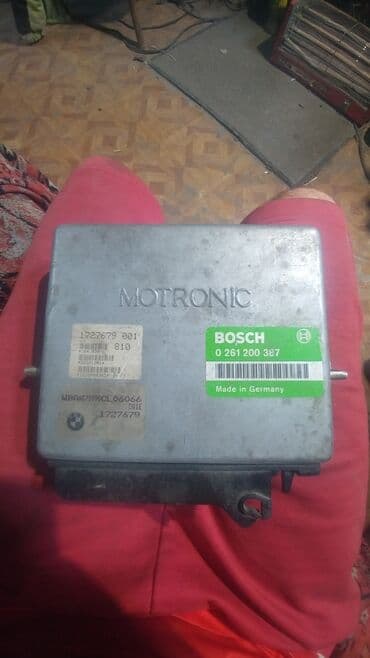 MOTRONIC
1727679 001
810
BOSCH
0 261 200 387
Made in Germany
1727679